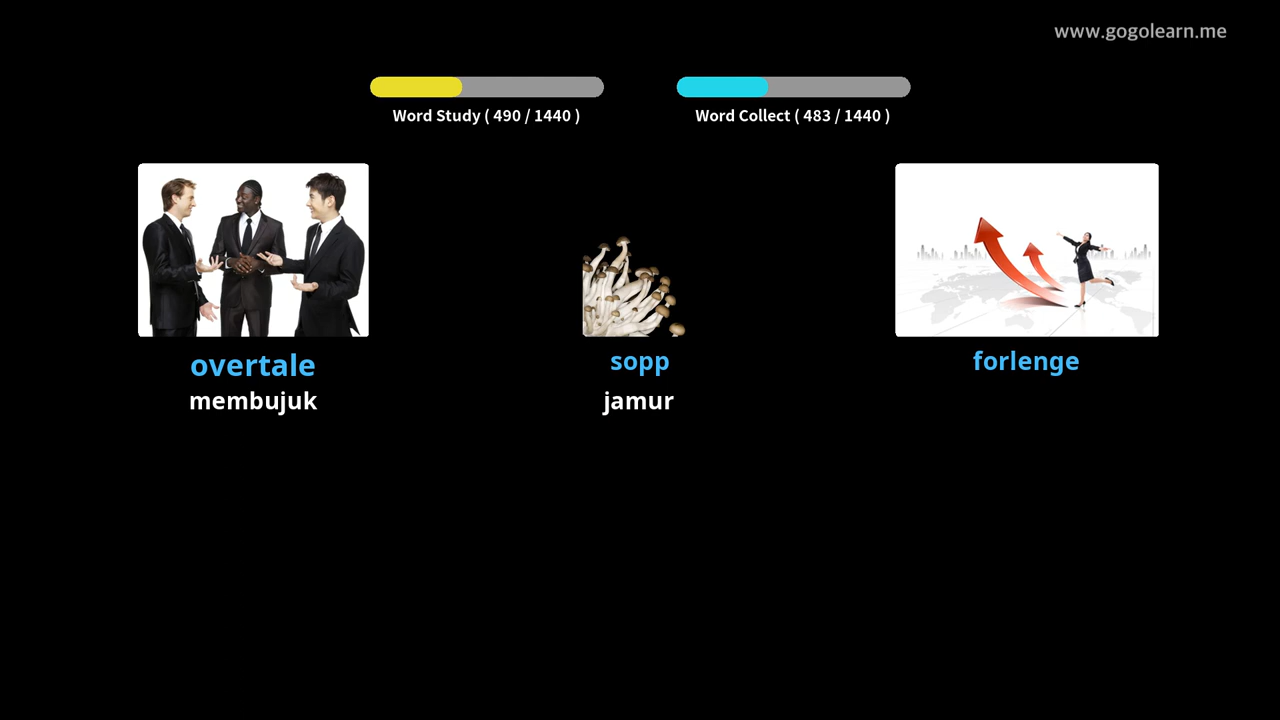 www.gogolearn.me
Word Study ( 490 / 1440 )
Word Collect ( 483 / 1440 )
overtale
membujuk
sopp
jamur
forlenge